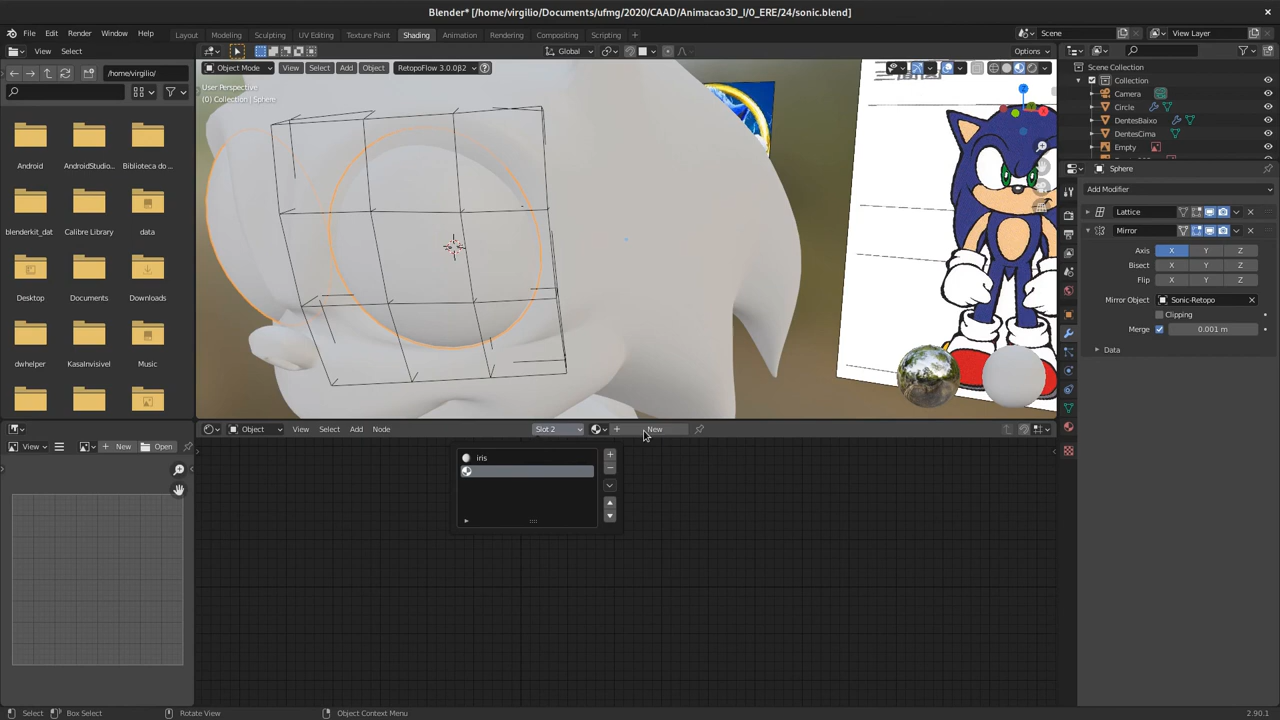 Blender* [/home/virgilio/Documents/ufmg/2020/CAAD/Animacao3D_I/0_ERE/24/sonic.blend]
File Edit Render Window Help
Layout Modeling Sculpting UV Editing Texture Paint Shading Animation Rendering Compositing Scripting +
Scene
View Layer
View Select
Global
Options
/home/virgilio/
Object Mode View Select Add Object RetopoFlow 3.0.0β2
User Perspective
(0) Collection | Sphere
Android
AndroidStudio...
Biblioteca do ...
blenderkit_dat
Calibre Library
data
Desktop
Documents
Downloads
dwhelper
KasaInvisivel
Music
Scene Collection
Collection
Camera
Circle
DentesBaixo
DentesCima
Empty
Sphere
Add Modifier
Lattice
Mirror
Axis X Y Z
Bisect X Y Z
Flip X Y Z
Mirror Object Sonic-Retopo
Clipping
Merge 0.001 m
Data
View New Open
Object View Select Add Node Slot 2 New
iris
Select Box Select Rotate View Object Context Menu 2.90.1